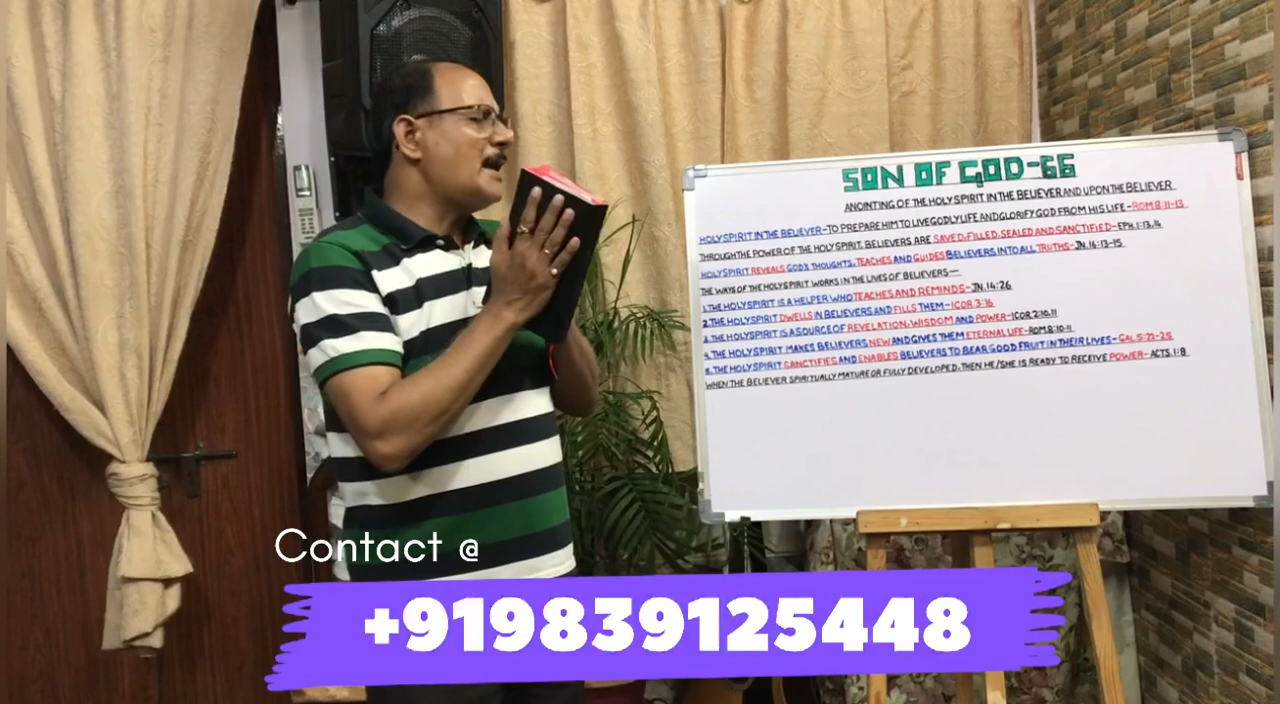 SON OF GOD-66
ANOINTING OF THE HOLY SPIRIT IN THE BELIEVER AND UPON THE BELIEVER
HOLY SPIRIT IN THE BELIEVER-TO PREPARE HIM TO LIVE GODLY LIFE AND GLORIFY GOD FROM HIS LIFE-ROM.8:11-13
THROUGH THE POWER OF THE HOLY SPIRIT, BELIEVERS ARE SAVED, FILLED, SEALED AND SANCTIFIED-EPH.1:13,14
HOLY SPIRIT REVEALS GOD'S THOUGHTS, TEACHES AND GUIDES BELIEVERS INTO ALL TRUTHS-JN.16:13-15
THE WAYS OF THE HOLY SPIRIT WORKS IN THE LIVES OF BELIEVERS—
1. THE HOLY SPIRIT IS A HELPER WHO TEACHES AND REMINDS-JN.14:26
2. THE HOLY SPIRIT DWELLS IN BELIEVERS AND FILLS THEM-1COR.3:16
3. THE HOLY SPIRIT IS A SOURCE OF REVELATION, WISDOM AND POWER-1COR.2:10,11
4. THE HOLY SPIRIT MAKES BELIEVERS NEW AND GIVES THEM ETERNAL LIFE-ROM.8:10-11
5. THE HOLY SPIRIT SANCTIFIES AND ENABLES BELIEVERS TO BEAR GOOD FRUIT IN THEIR LIVES-GAL.5:22-25
WHEN THE BELIEVER SPIRITUALLY MATURE OR FULLY DEVELOPED, THEN HE/SHE IS READY TO RECEIVE POWER-ACTS.1:8
Contact @
+919839125448